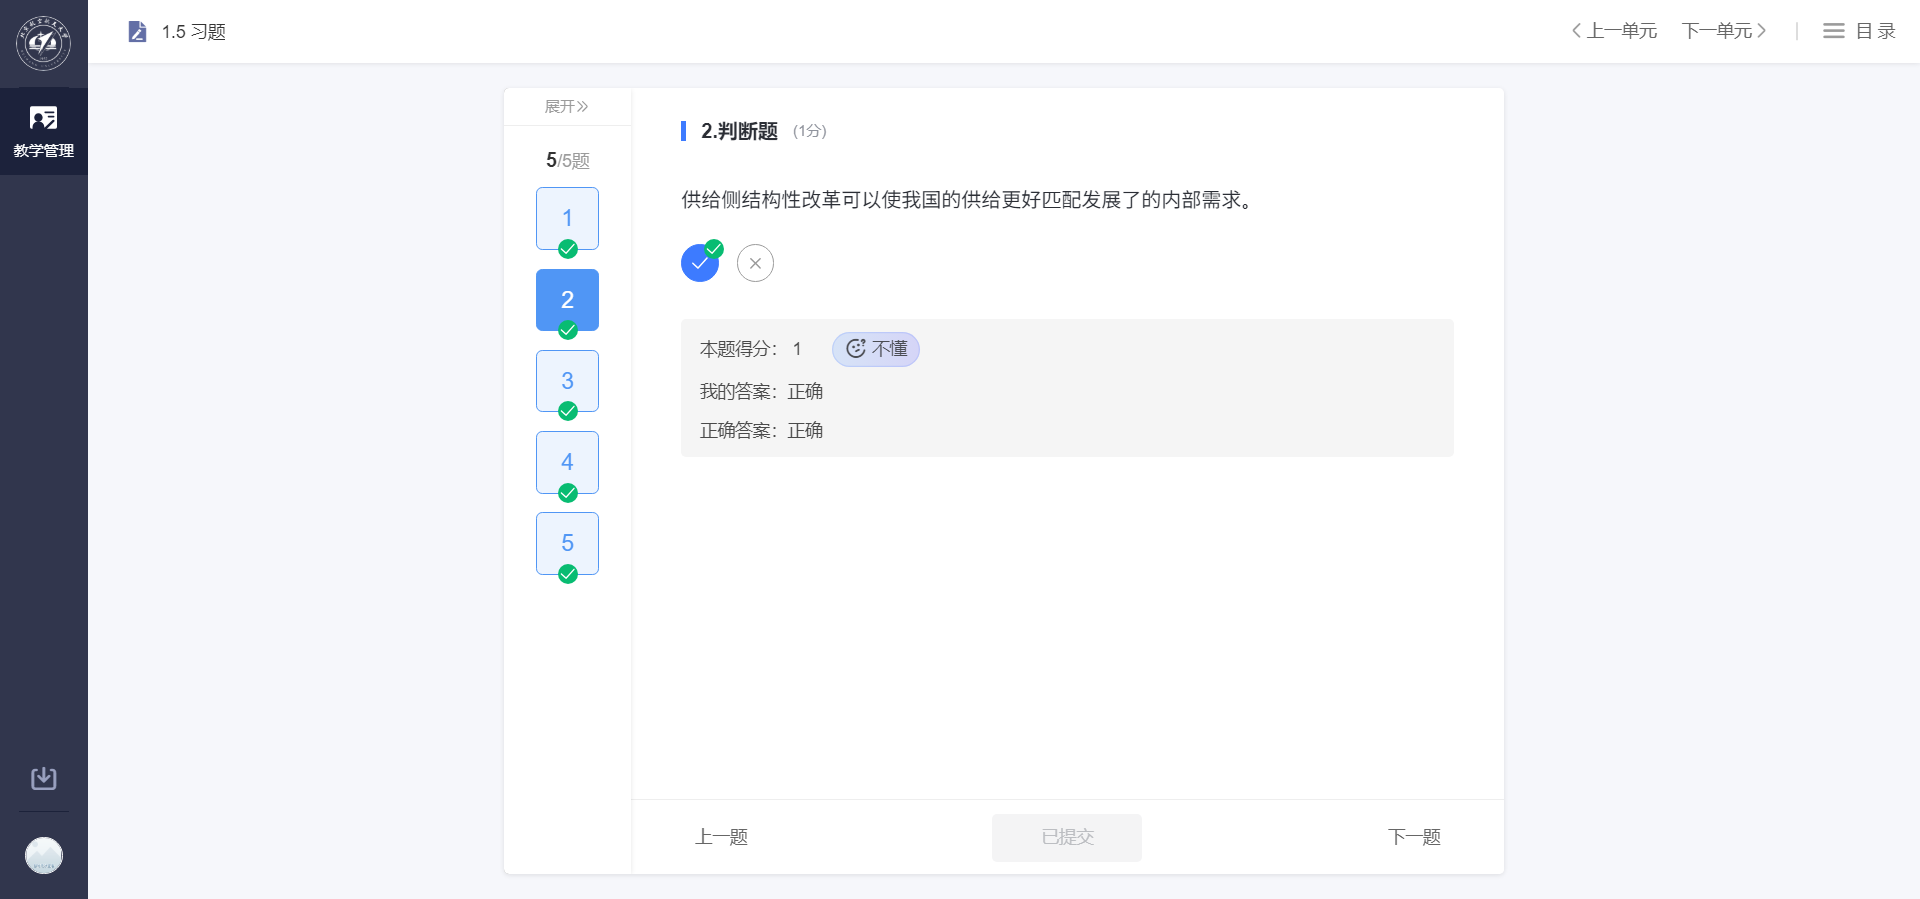 1.5 习题
上一单元 下一单元 目录
教学管理
展开
5/5题
1
2
3
4
5
2.判断题 (1分)
供给侧结构性改革可以使我国的供给更好匹配发展了的内部需求。
本题得分： 1 不懂
我的答案：正确
正确答案：正确
上一题 已提交 下一题